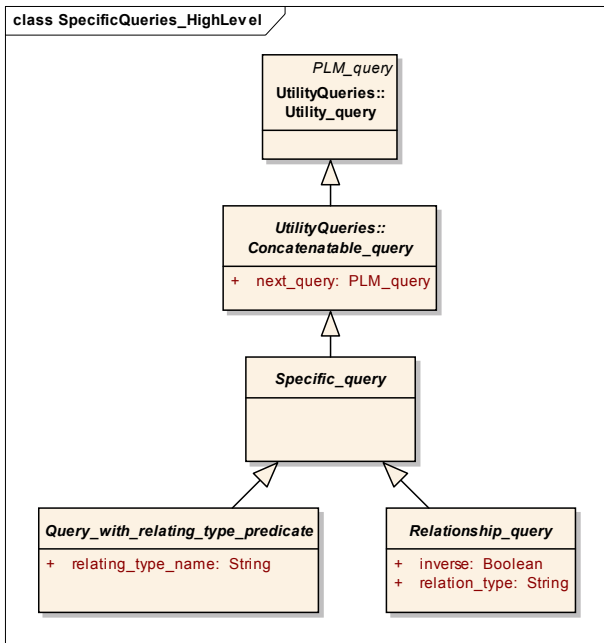 class SpecificQueries_HighLevel
PLM_query
UtilityQueries::
Utility_query
UtilityQueries::
Concatenatable_query
+ next_query: PLM_query
Specific_query
Query_with_relating_type_predicate
+ relating_type_name: String
Relationship_query
+ inverse: Boolean
+ relation_type: String